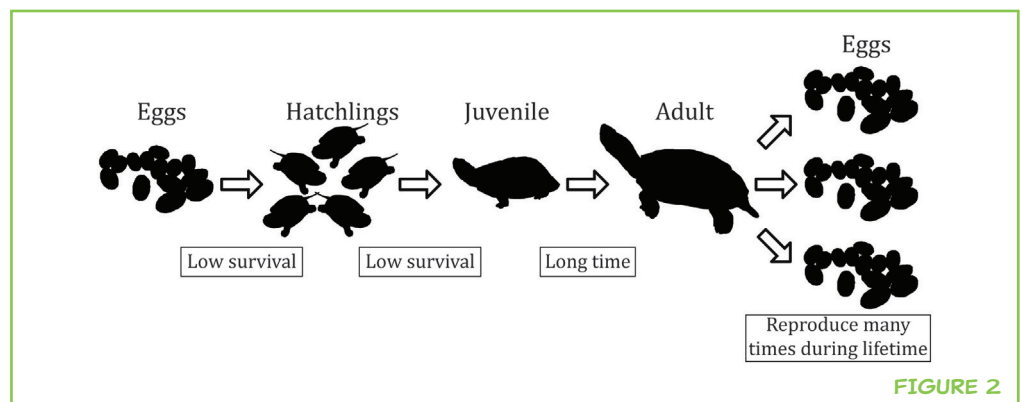 Eggs
Eggs
Hatchlings
Juvenile
Adult
Low survival
Low survival
Long time
Reproduce many
times during lifetime
FIGURE 2